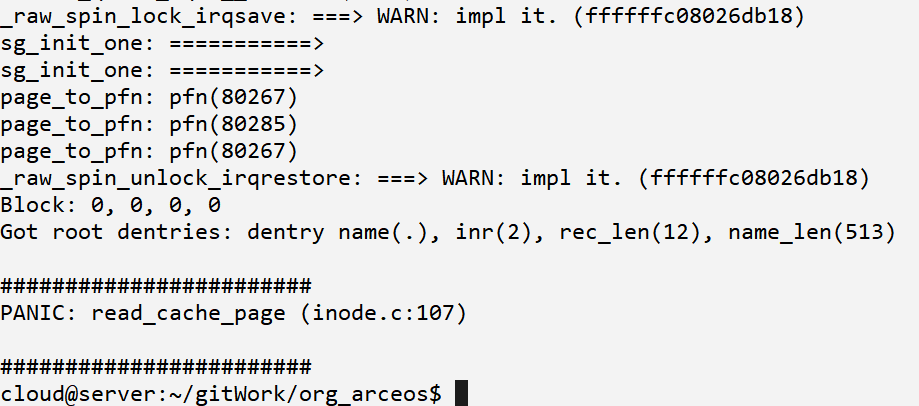 _raw_spin_lock_irqsave: ===> WARN: impl it. (ffffffc08026db18)
sg_init_one: ===========>
sg_init_one: ===========>
page_to_pfn: pfn(80267)
page_to_pfn: pfn(80285)
page_to_pfn: pfn(80267)
_raw_spin_unlock_irqrestore: ===> WARN: impl it. (ffffffc08026db18)
Block: 0, 0, 0, 0
Got root dentries: dentry name(.), inr(2), rec_len(12), name_len(513)
########################
PANIC: read_cache_page (inode.c:107)
########################
cloud@server:~/gitWork/org_arceos$